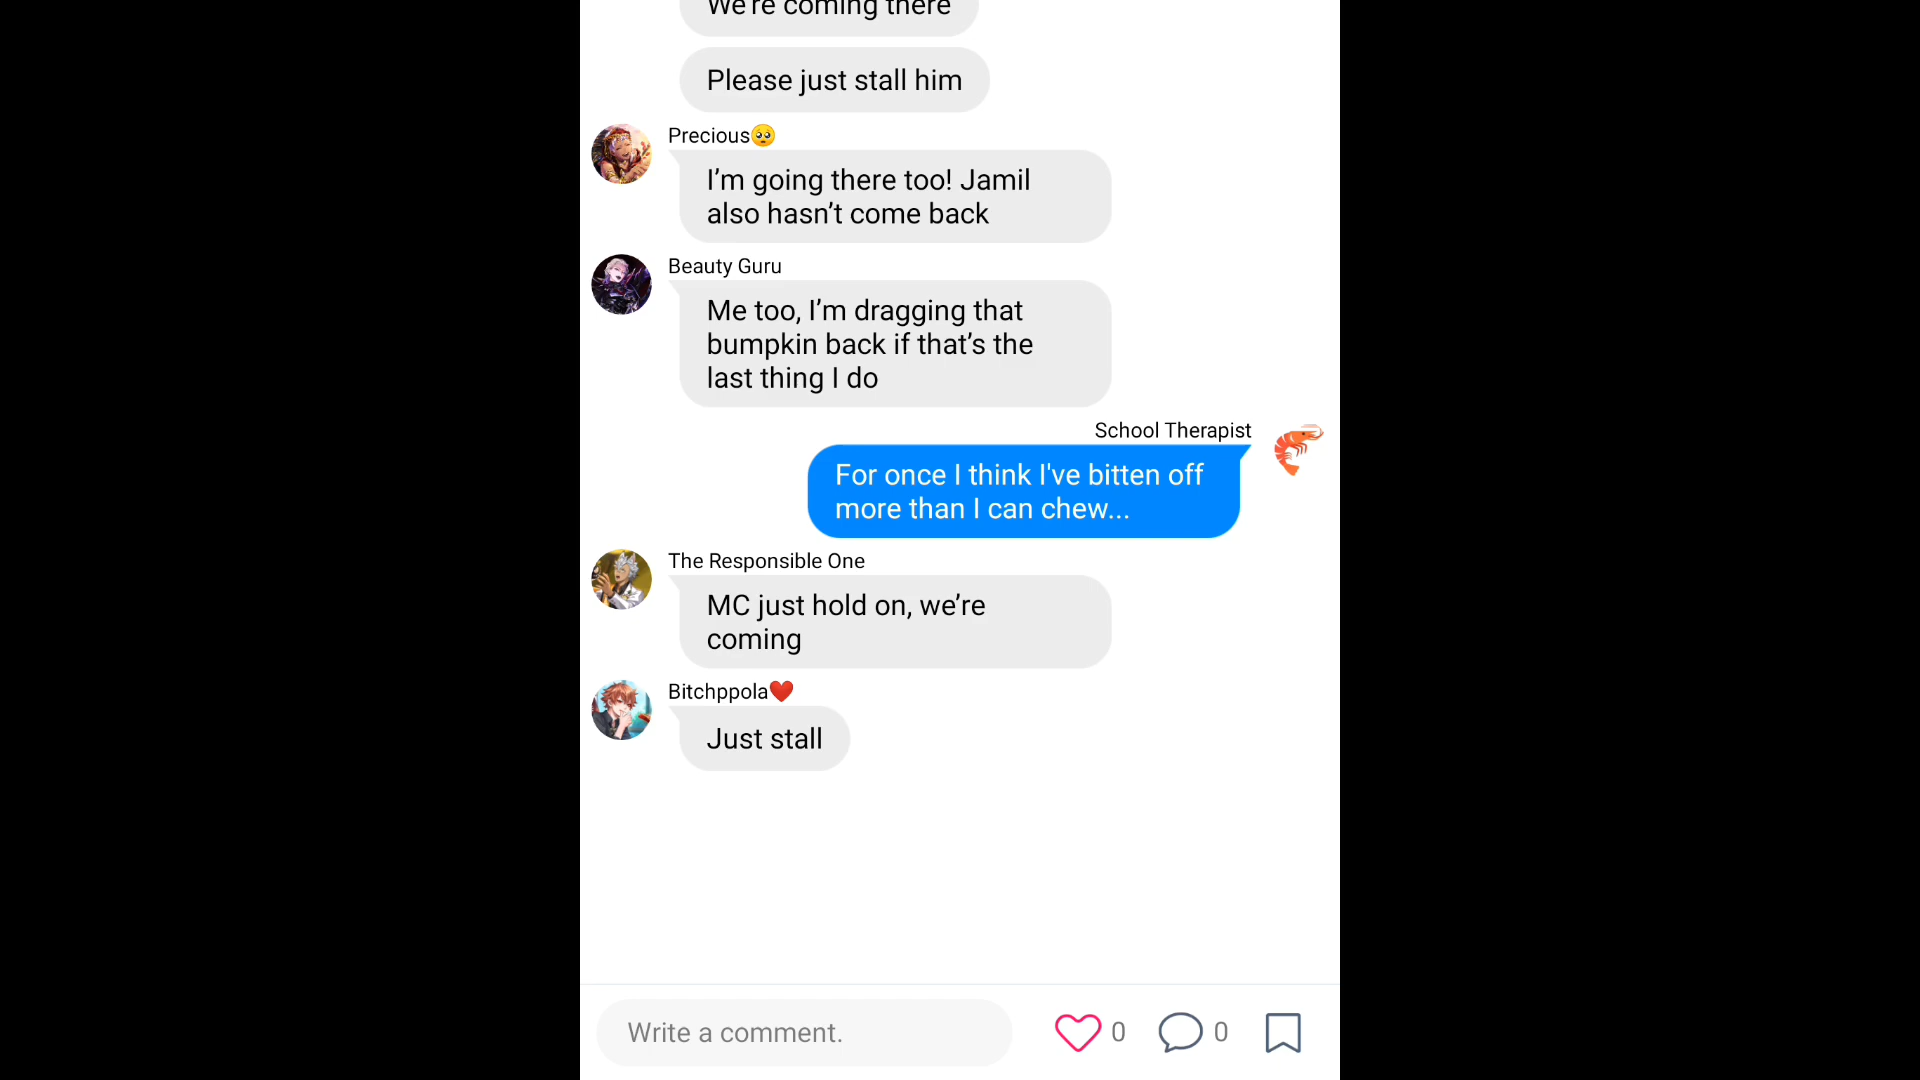 We're coming there
Please just stall him
Precious🥺
I’m going there too! Jamil
also hasn’t come back
Beauty Guru
Me too, I’m dragging that
bumpkin back if that’s the
last thing I do
School Therapist
For once I think I've bitten off
more than I can chew...
The Responsible One
MC just hold on, we’re
coming
Bitchppola❤️
Just stall
Write a comment.
0
0